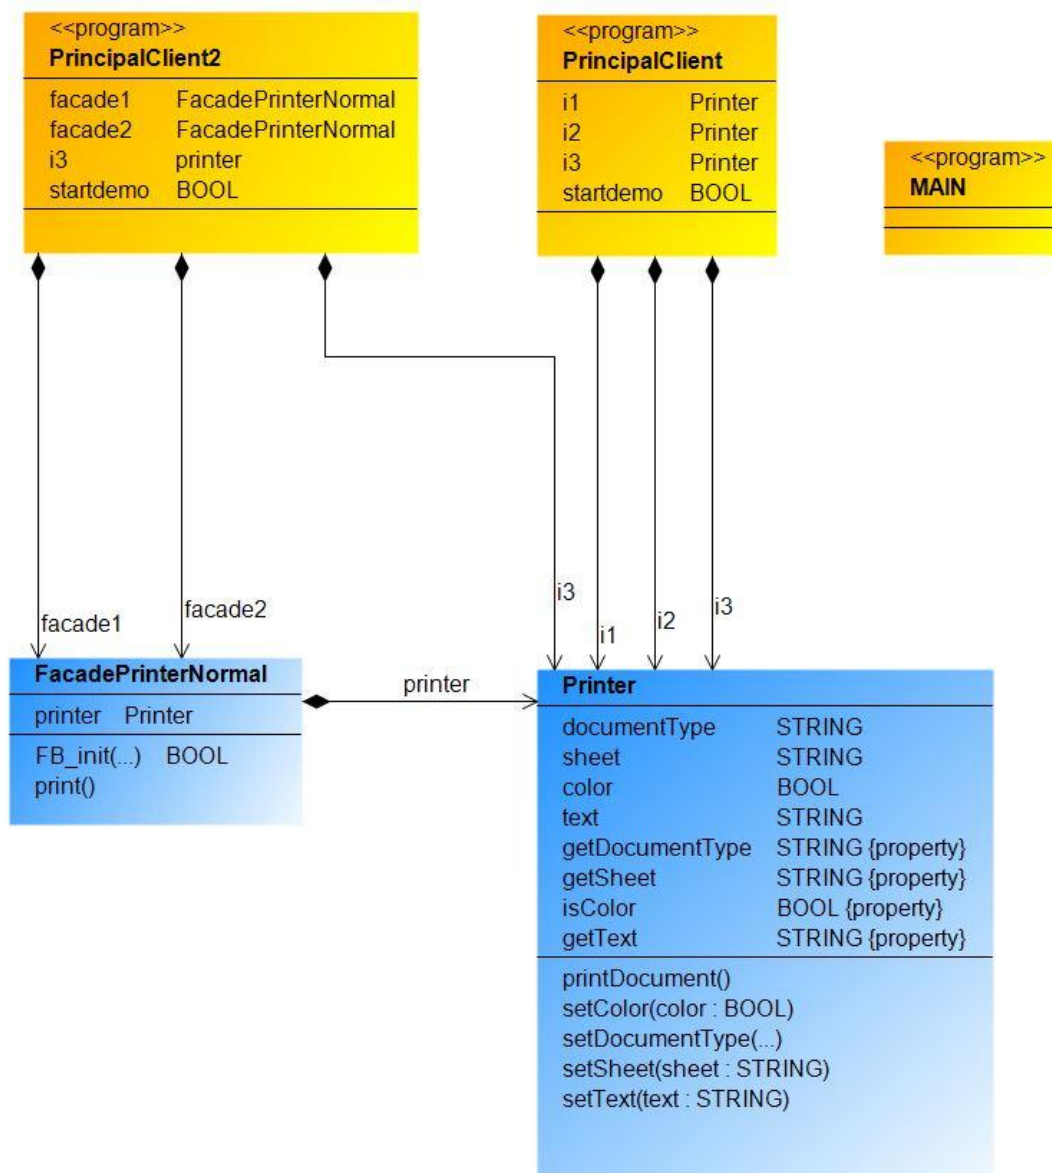 <<program>>
PrincipalClient2
facade1 FacadePrinterNormal
facade2 FacadePrinterNormal
i3 printer
startdemo BOOL
<<program>>
PrincipalClient
i1 Printer
i2 Printer
i3 Printer
startdemo BOOL
<<program>>
MAIN
facade1
facade2
i3
i1
i2
i3
FacadePrinterNormal
printer Printer
FB_init(...) BOOL
print()
printer
Printer
documentType STRING
sheet STRING
color BOOL
text STRING
getDocumentType STRING {property}
getSheet STRING {property}
isColor BOOL {property}
getText STRING {property}
printDocument()
setColor(color : BOOL)
setDocumentType(...)
setSheet(sheet : STRING)
setText(text : STRING)